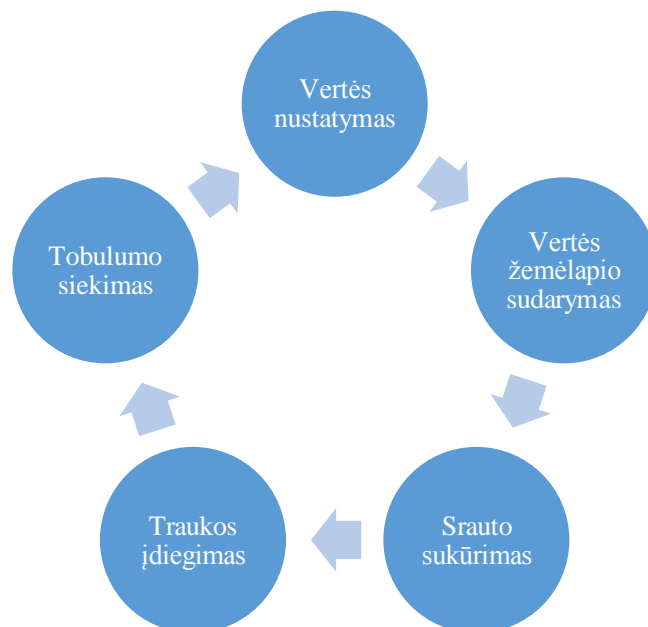 Vertės
nustatymas
Vertės
žemėlapio
sudarymas
Srauto
sukūrimas
Traukos
įdiegimas
Tobulumo
siekimas